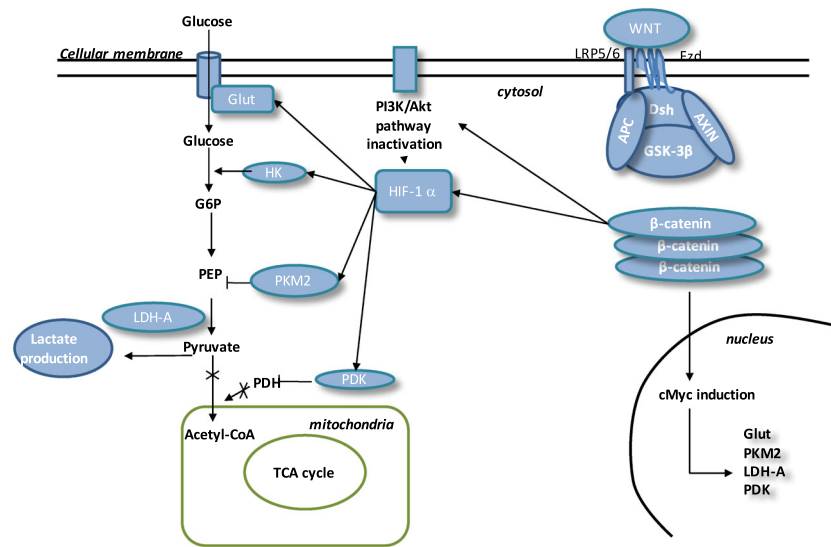 Glucose
WNT
Cellular membrane
LRP5/6
Fzd
cytosol
Glut
PI3K/Akt
pathway
inactivation
APC
Dsh
AXIN
GSK-3β
Glucose
HK
HIF-1 α
G6P
β-catenin
β-catenin
β-catenin
PEP
PKM2
LDH-A
Lactate
production
Pyruvate
nucleus
PDH
PDK
cMyc induction
Acetyl-CoA
mitochondria
TCA cycle
Glut
PKM2
LDH-A
PDK